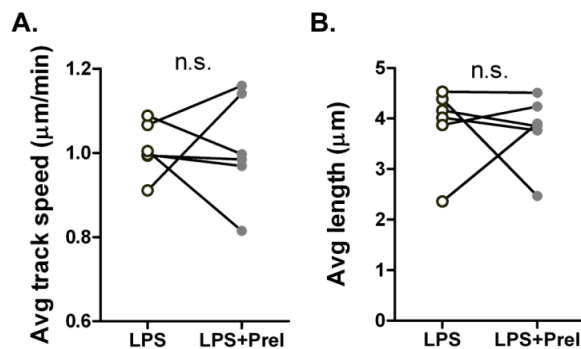 A.
n.s.
Avg track speed (μm/min)
1.2
1.0
0.8
0.6
LPS
LPS+Prel
B.
n.s.
Avg length (μm)
5
4
3
2
1
0
LPS
LPS+Prel